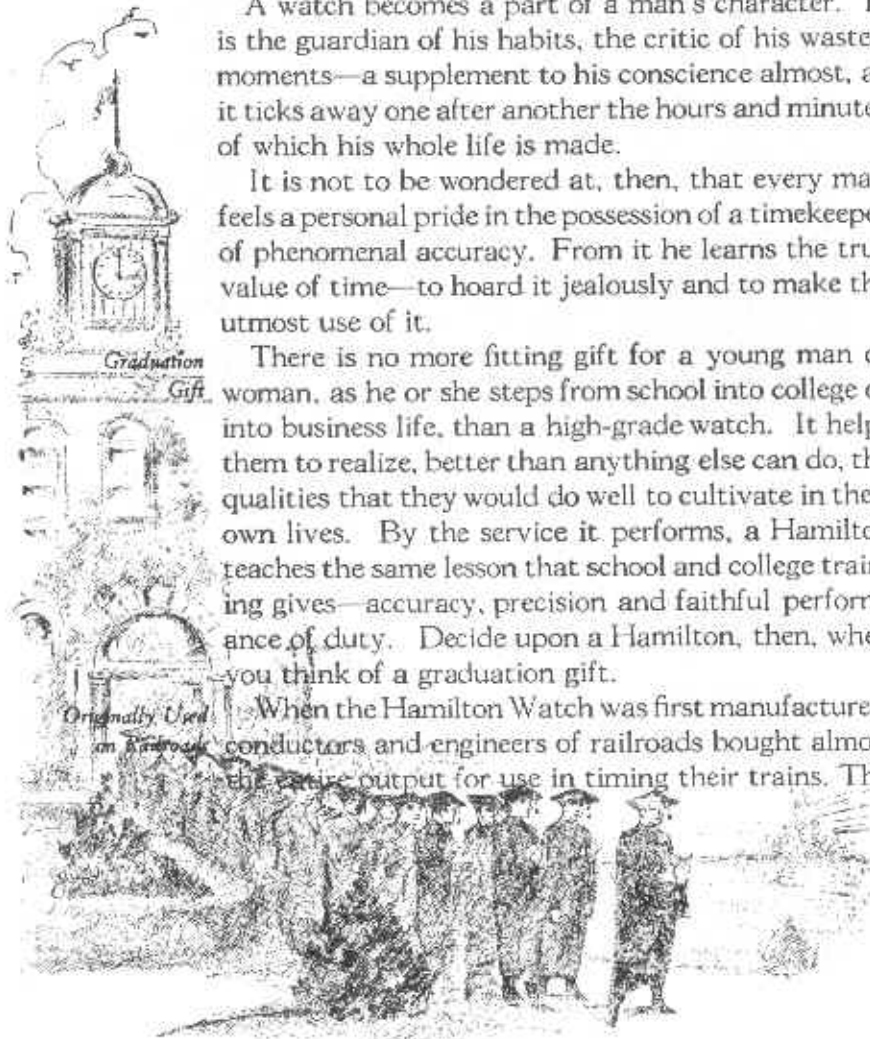 A watch becomes a part of a man's character.
is the guardian of his habits, the critic of his waste
moments—a supplement to his conscience almost, a
it ticks away one after another the hours and minute
of which his whole life is made.
It is not to be wondered at, then, that every ma
feels a personal pride in the possession of a timekeepe
of phenomenal accuracy. From it he learns the tru
value of time—to hoard it jealously and to make th
utmost use of it.
Graduation
Gift
There is no more fitting gift for a young man o
woman, as he or she steps from school into college o
into business life, than a high-grade watch. It help
them to realize, better than anything else can do, th
qualities that they would do well to cultivate in thei
own lives. By the service it performs, a Hamilto
teaches the same lesson that school and college train
ing gives—accuracy, precision and faithful perform
ance of duty. Decide upon a Hamilton, then, whe
you think of a graduation gift.
Originally Used
on Railroads
When the Hamilton Watch was first manufacture
conductors and engineers of railroads bought almo
the entire output for use in timing their trains. Th